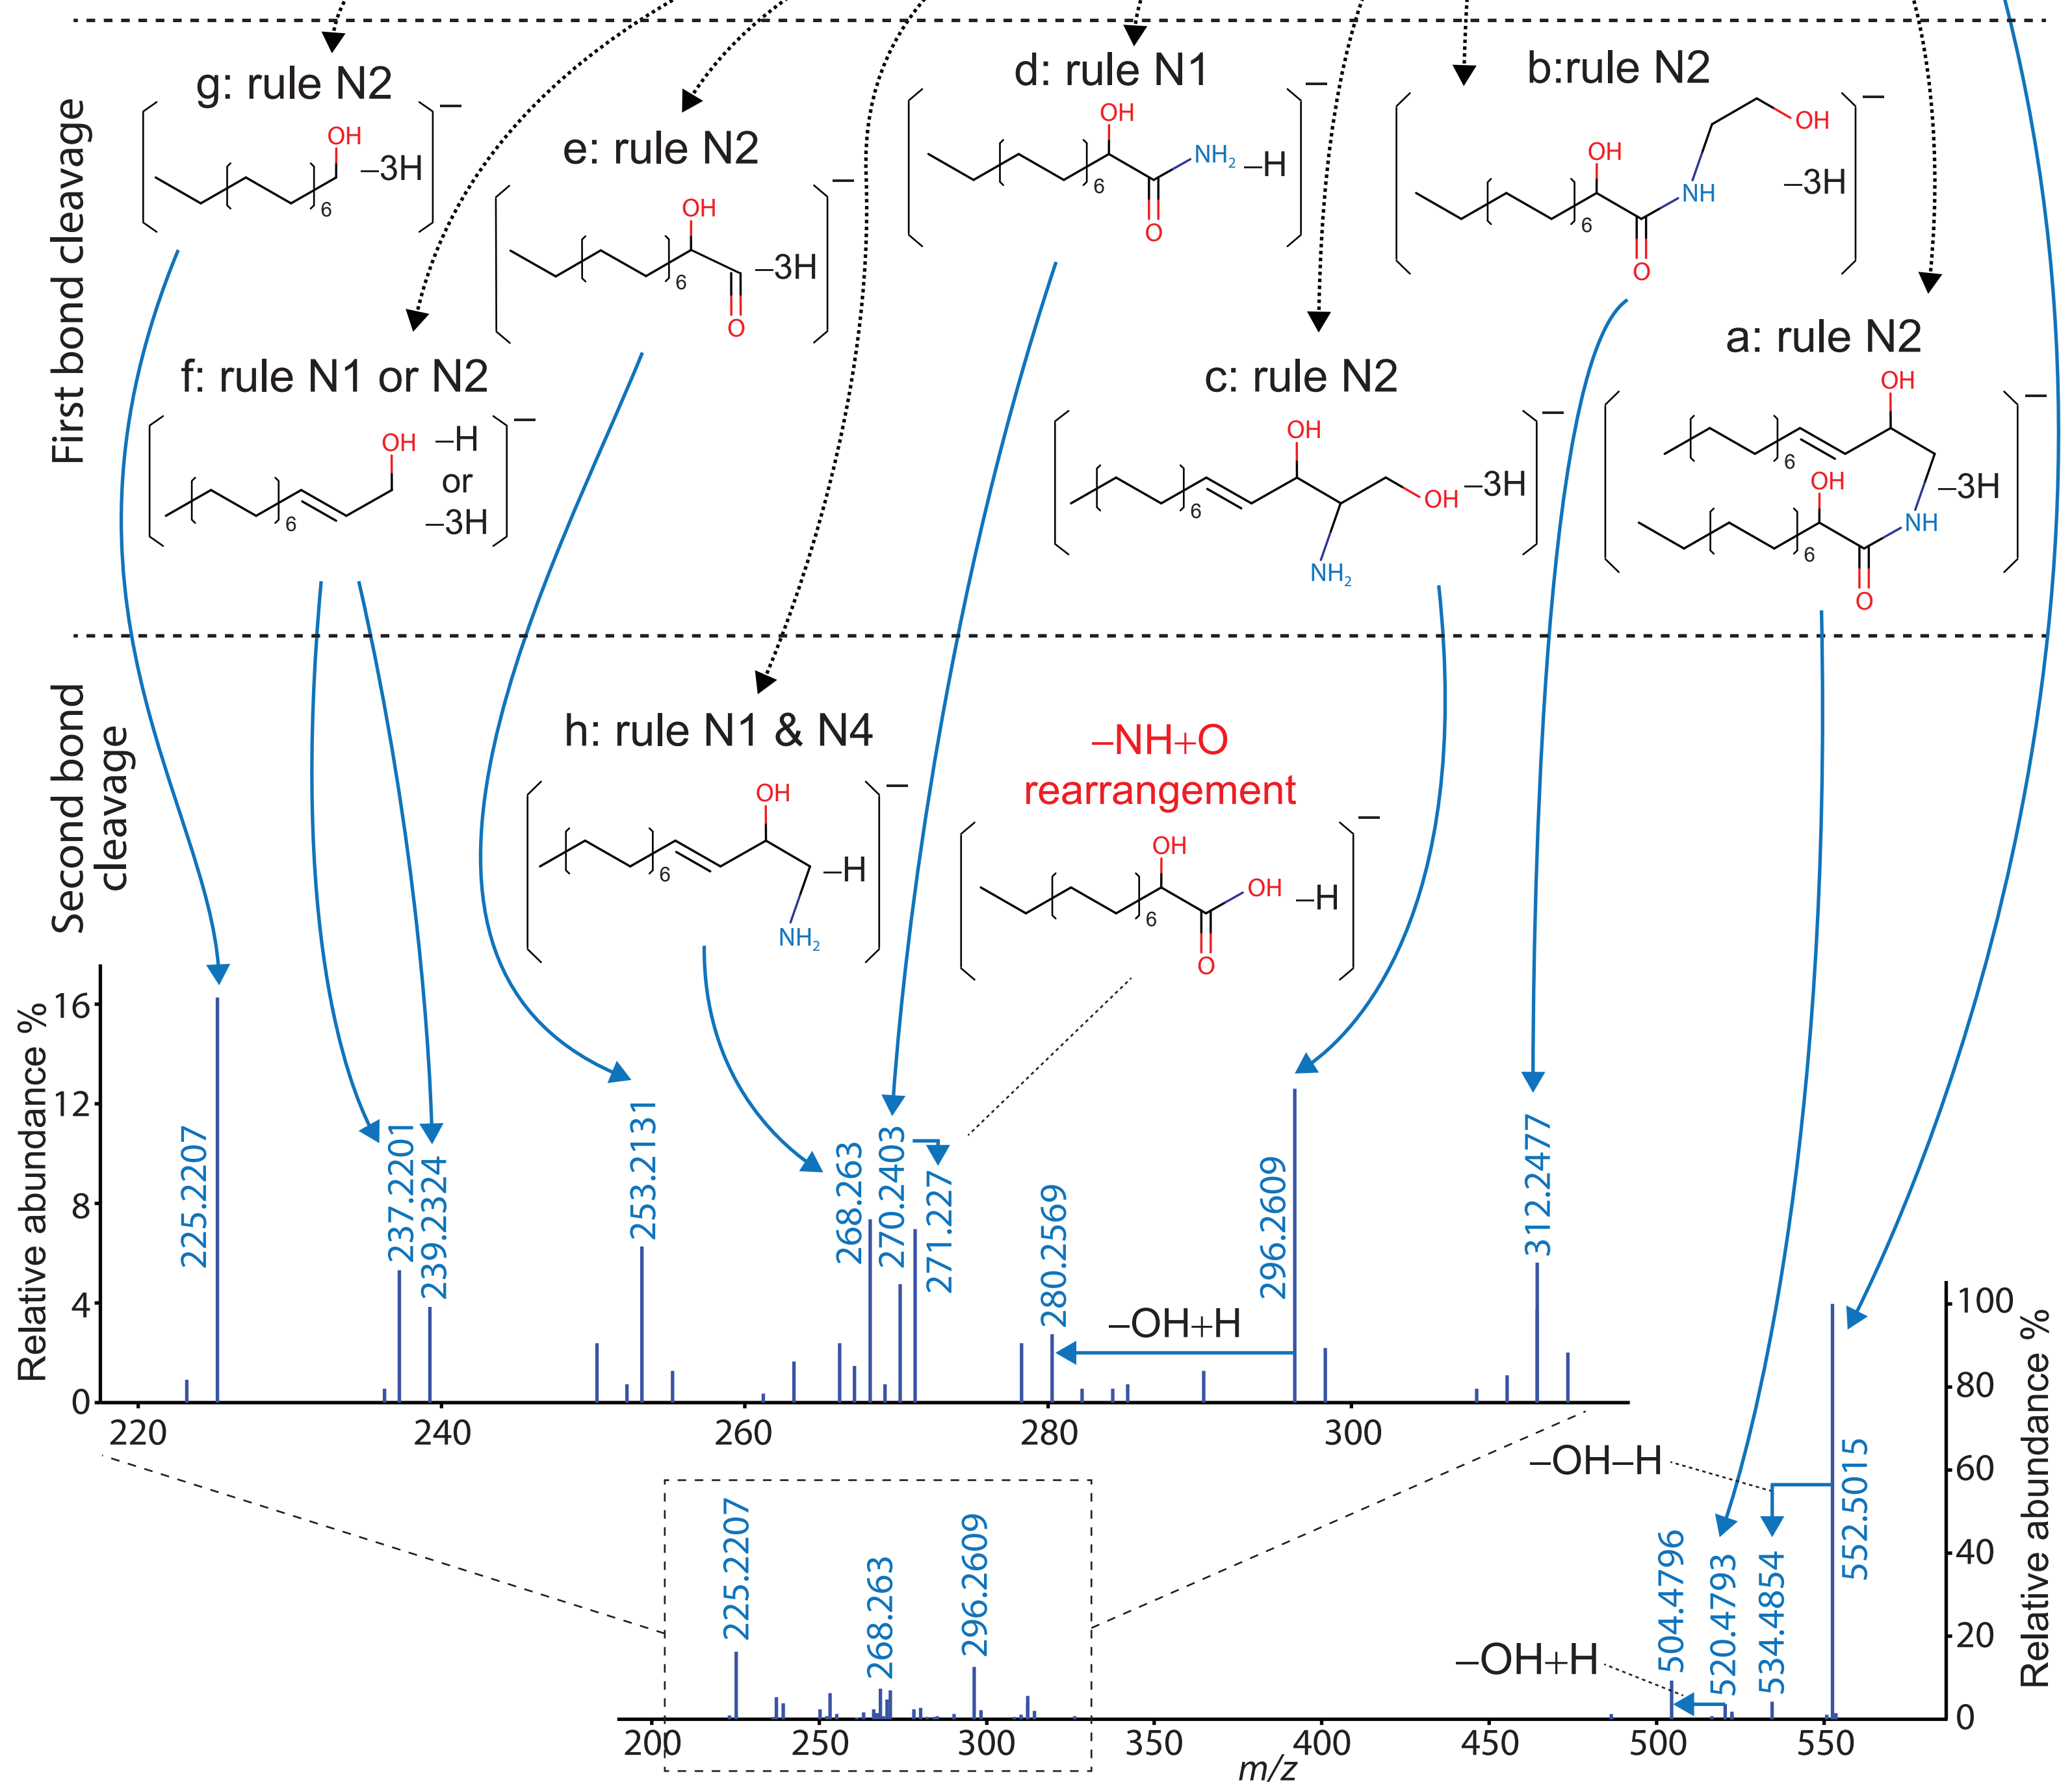 First bond cleavage
g: rule N2
OH
–3H
6
–
e: rule N2
OH
–3H
6
O
–
d: rule N1
OH
NH2
–H
6
O
–
b:rule N2
OH
OH
NH
–3H
6
O
–
f: rule N1 or N2
OH
–H
or
–3H
6
–
c: rule N2
OH
OH
–3H
6
NH2
–
a: rule N2
OH
6
OH
–3H
NH
6
O
–
Second bond
cleavage
h: rule N1 & N4
OH
–H
6
NH2
–
–NH+O
rearrangement
OH
OH
–H
6
O
–
Relative abundance %
16
12
8
4
0
225.2207
237.2201
239.2324
253.2131
268.263
270.2403
271.227
280.2569
–OH+H
296.2609
312.2477
220
240
260
280
300
225.2207
268.263
296.2609
–OH–H
–OH+H
504.4796
520.4793
534.4854
552.5015
100
80
60
40
20
0
Relative abundance %
200
250
300
350
400
450
500
550
m/z